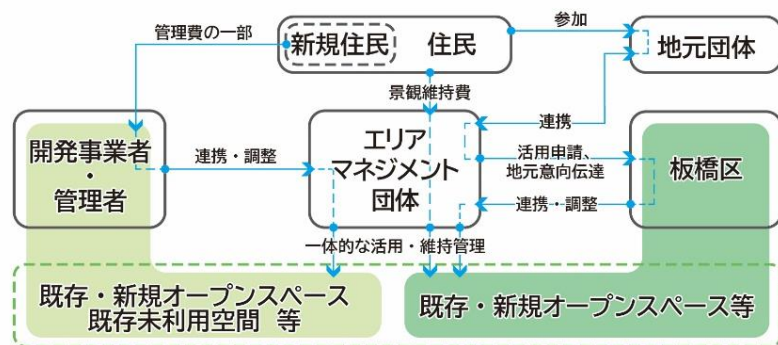 管理費の一部
新規住民
住民
参加
地元団体
景観維持費
連携
開発事業者
・
管理者
連携・調整
エリア
マネジメント
団体
活用申請、
地元意向伝達
板橋区
連携・調整
一体的な活用・維持管理
既存・新規オープンスペース
既存未利用空間 等
既存・新規オープンスペース等